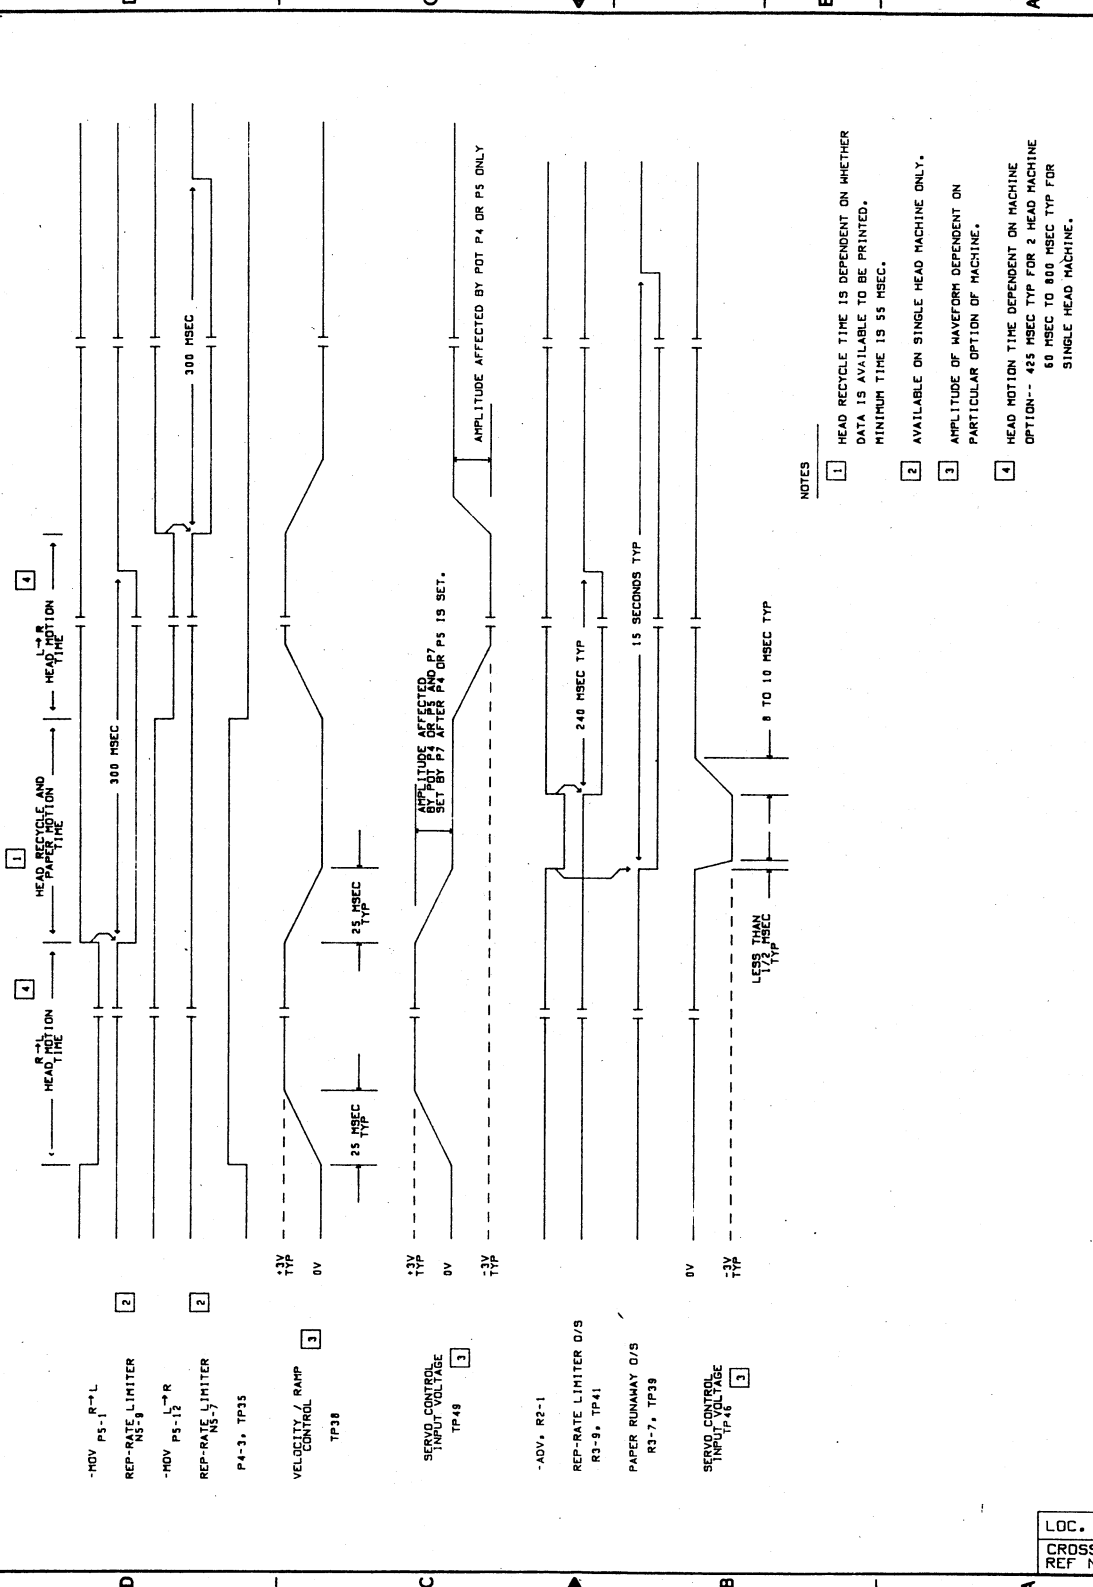 1
HEAD RECYCLE AND
PAPER MOTION
TIME
4
R→L
HEAD MOTION
TIME
4
L→R
HEAD MOTION
TIME
-MOV R→L
P5-1
REP-RATE LIMITER
N5-9
2
300 MSEC
-MOV L→R
P5-12
REP-RATE LIMITER
N5-7
2
300 MSEC
P4-3, TP35
VELOCITY / RAMP
CONTROL
TP38
3
+3V
TYP
0V
25 MSEC
TYP
25 MSEC
TYP
SERVO CONTROL
INPUT VOLTAGE
TP49
3
+3V
TYP
0V
-3V
TYP
AMPLITUDE AFFECTED
BY POT P4 OR P5 AND P7
SET BY P7 AFTER P4 OR P5 IS SET.
AMPLITUDE AFFECTED BY POT P4 OR P5 ONLY
-ADV, R2-1
REP-RATE LIMITER O/S
R3-9, TP41
240 MSEC TYP
PAPER RUNAWAY O/S
R3-7, TP39
15 SECONDS TYP
SERVO CONTROL
INPUT VOLTAGE
TP46
3
0V
-3V
TYP
LESS THAN
1/2 MSEC
TYP
8 TO 10 MSEC TYP
NOTES
1 HEAD RECYCLE TIME IS DEPENDENT ON WHETHER
DATA IS AVAILABLE TO BE PRINTED.
MINIMUM TIME IS 55 MSEC.
2 AVAILABLE ON SINGLE HEAD MACHINE ONLY.
3 AMPLITUDE OF WAVEFORM DEPENDENT ON
PARTICULAR OPTION OF MACHINE.
4 HEAD MOTION TIME DEPENDENT ON MACHINE
OPTION-- 425 MSEC TYP FOR 2 HEAD MACHINE
60 MSEC TO 800 MSEC TYP FOR
SINGLE HEAD MACHINE.
D
C
B
A
LOC.
CROSS
REF